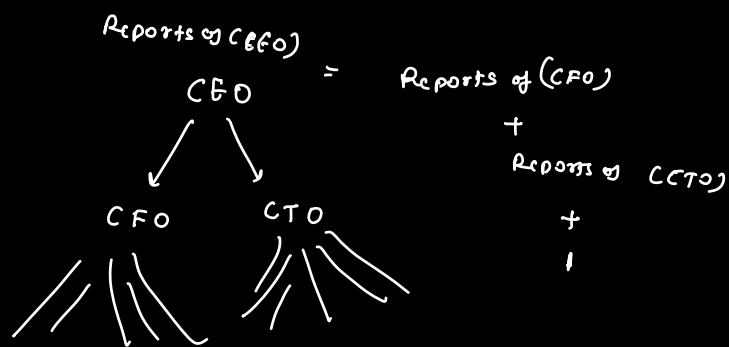 Reports of (CEO) =
CEO
CFO
CTO
Reports of (CFO)
+
Reports of (CTO)
+
1